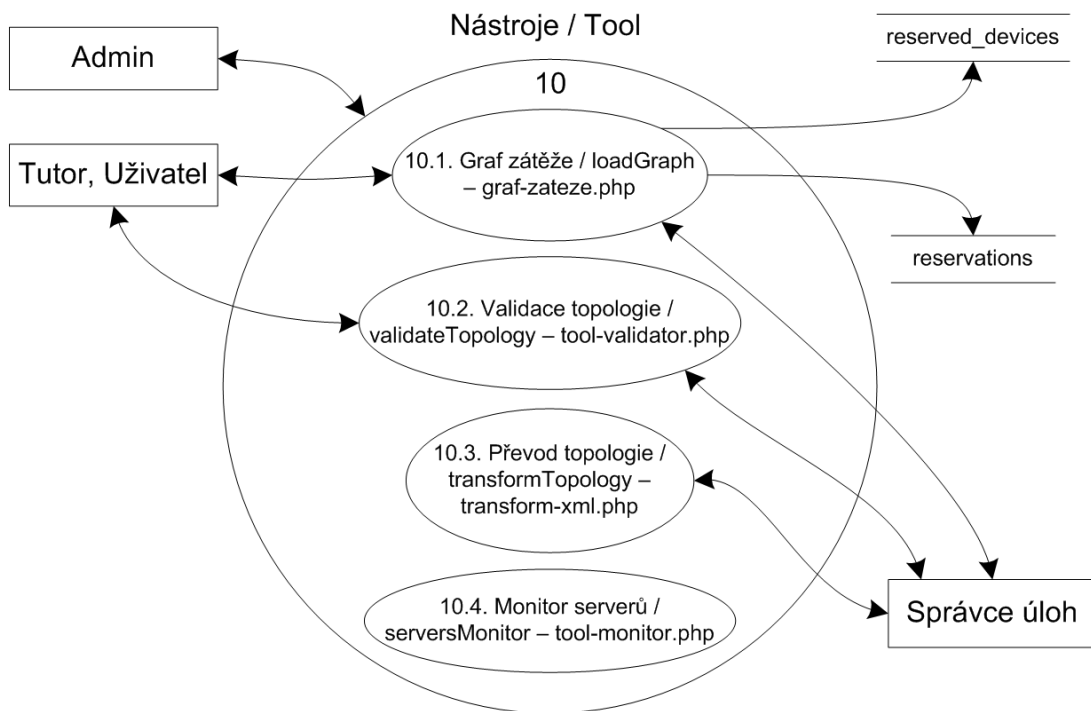 Nástroje / Tool
reserved_devices
Admin
10
Tutor, Uživatel
10.1. Graf zátěže / loadGraph
– graf-zateze.php
reservations
10.2. Validace topologie /
validateTopology – tool-validator.php
10.3. Převod topologie /
transformTopology –
transform-xml.php
10.4. Monitor serverů /
serversMonitor – tool-monitor.php
Správce úloh